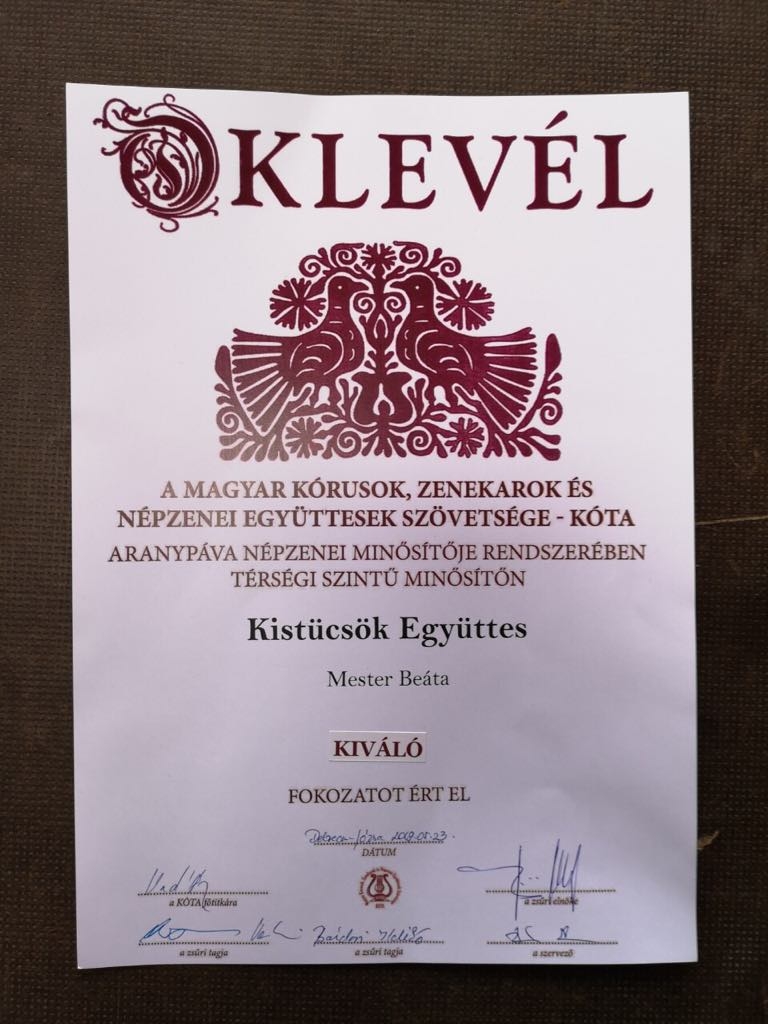 OKLEVÉL
A MAGYAR KÓRUSOK, ZENEKAROK ÉS
NÉPZENEI EGYÜTTESEK SZÖVETSÉGE - KÓTA
ARANYPÁVA NÉPZENEI MINŐSÍTŐJE RENDSZERÉBEN
TÉRSÉGI SZINTŰ MINŐSÍTŐN
Kistücsök Együttes
Mester Beáta
KIVÁLÓ
FOKOZATOT ÉRT EL
DÁTUM
a KÓTA főtitkára
a zsűri elnöke
a zsűri tagja
a zsűri tagja
a szervező